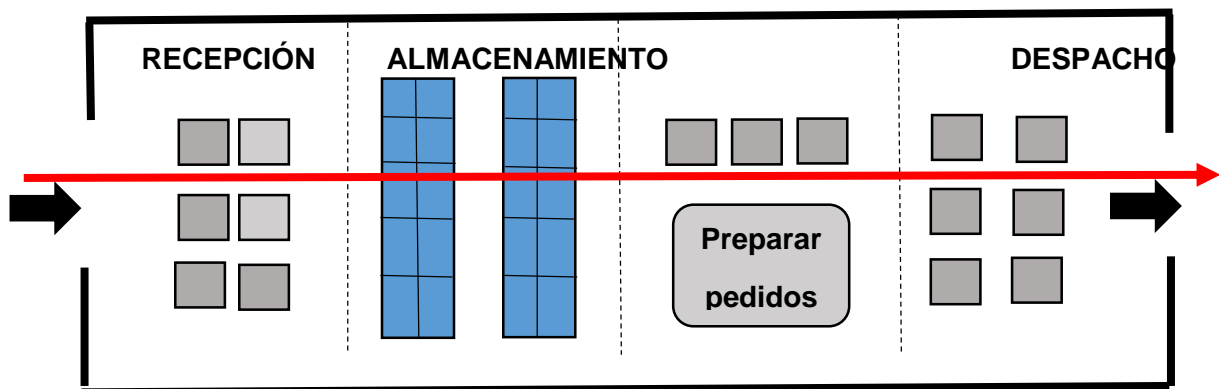 RECEPCIÓN
ALMACENAMIENTO
DESPACHO
Preparar
pedidos